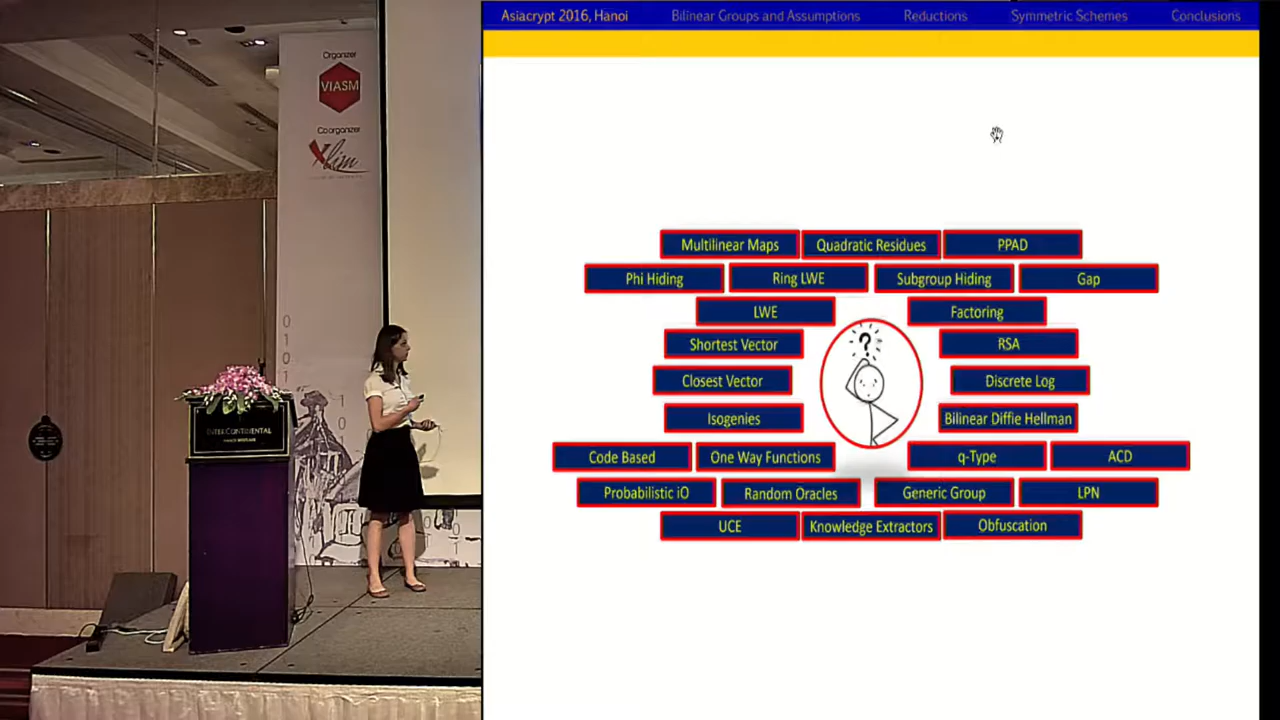 Asiacrypt 2016, Hanoi Bilinear Groups and Assumptions Reductions Symmetric Schemes Conclusions
Organizer
VIASM
Coorganizer
Xlim
INTERCONTINENTAL
Multilinear Maps Quadratic Residues PPAD
Phi Hiding Ring LWE Subgroup Hiding Gap
LWE Factoring
?
Shortest Vector RSA
Closest Vector Discrete Log
Isogenies Bilinear Diffie Hellman
Code Based One Way Functions q-Type ACD
Probabilistic iO Random Oracles Generic Group LPN
UCE Knowledge Extractors Obfuscation